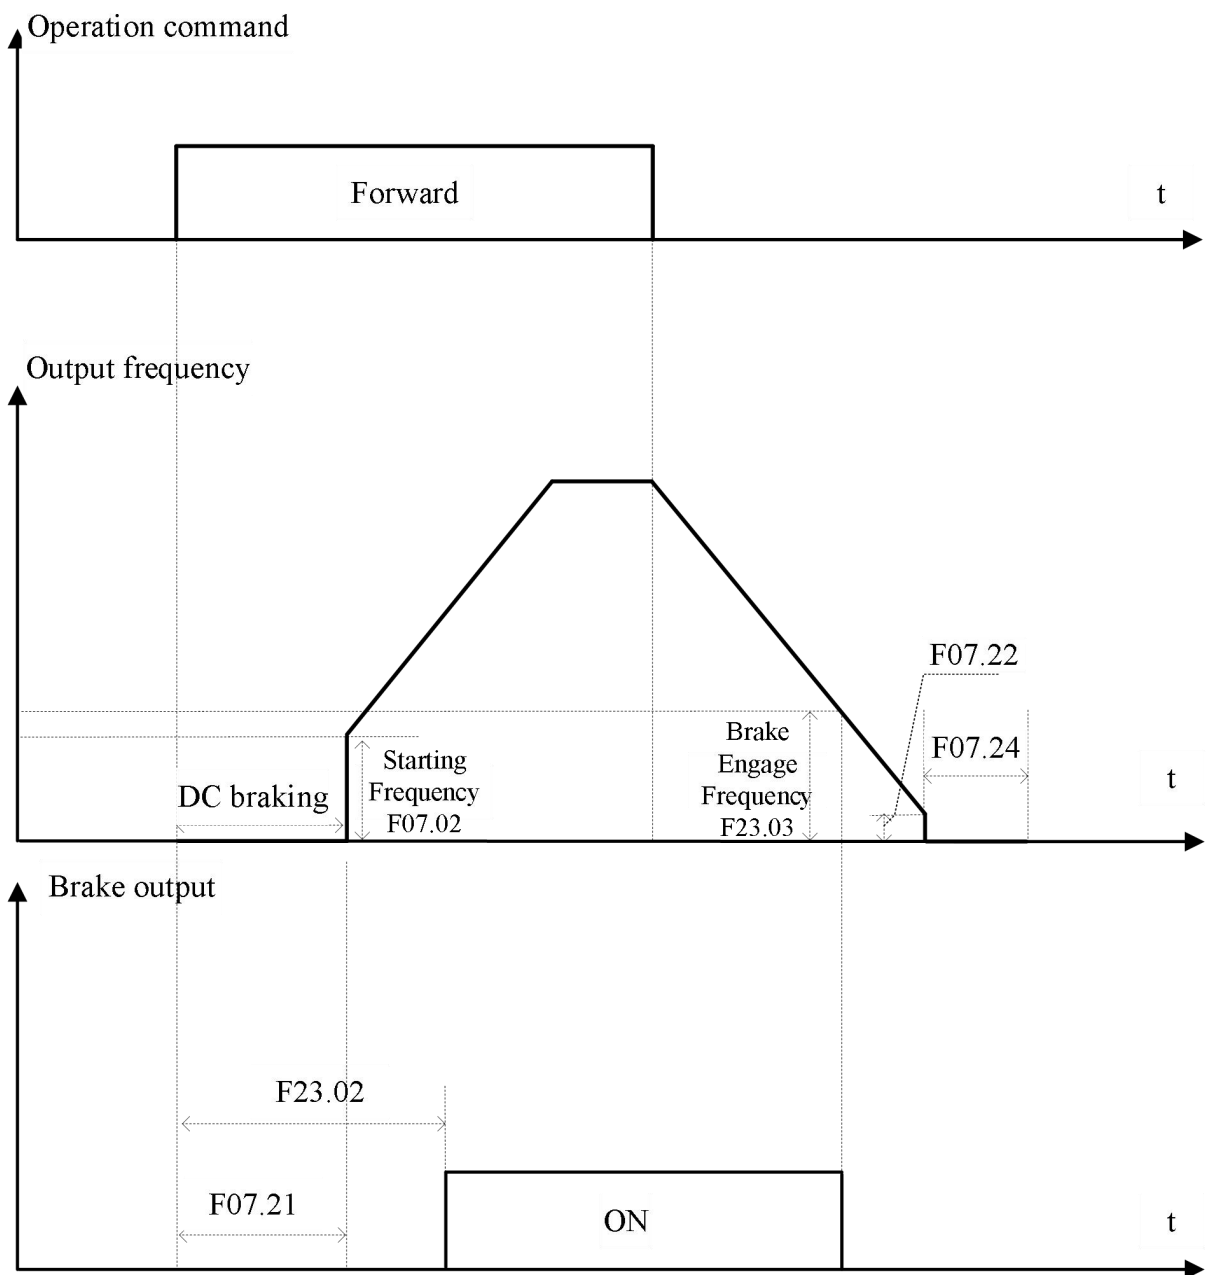 Operation command
Forward
t
Output frequency
F07.22
Brake
Engage
Frequency
F23.03
F07.24
Starting
Frequency
F07.02
DC braking
t
Brake output
F23.02
F07.21
ON
t